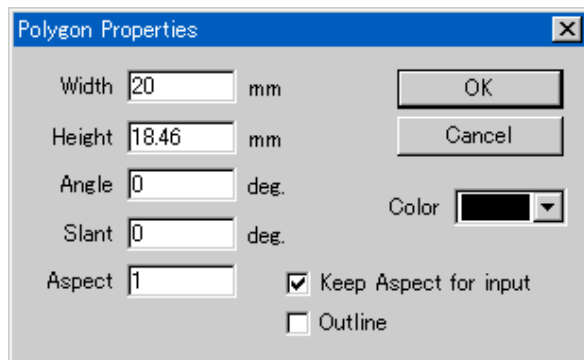 Polygon Properties
Width 20 mm
OK
Height 18.46 mm
Cancel
Angle 0 deg.
Color
Slant 0 deg.
Aspect 1
Keep Aspect for input
Outline